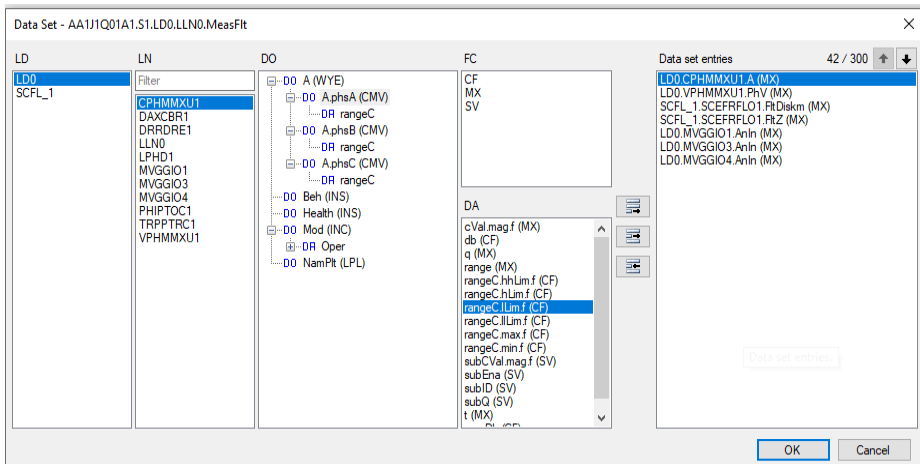 Data Set - AA1J1Q01A1.S1.LD0.LLN0.MeasFlt
LD
LD0
SCFL_1
LN
Filter
CPHMMXU1
DAXCBR1
DRRDRE1
LLN0
LPHD1
MVGGIO1
MVGGIO3
MVGGIO4
PHIPTOC1
TRPPTRC1
VPHMMXU1
DO
DO A (WYE)
DO A.phsA (CMV)
DA rangeC
DO A.phsB (CMV)
DA rangeC
DO A.phsC (CMV)
DA rangeC
DO Beh (INS)
DO Health (INS)
DO Mod (INC)
DA Oper
DO NamPlt (LPL)
FC
CF
MX
SV
DA
cVal.mag.f (MX)
db (CF)
q (MX)
range (MX)
rangeC.hhLim.f (CF)
rangeC.hLim.f (CF)
rangeC.lLim.f (CF)
rangeC.llLim.f (CF)
rangeC.max.f (CF)
rangeC.min.f (CF)
subCVal.mag.f (SV)
subEna (SV)
subID (SV)
subQ (SV)
t (MX)
Data set entries 42 / 300
LD0.CPHMMXU1.A (MX)
LD0.VPHMMXU1.PhV (MX)
SCFL_1.SCEFRFLO1.FltDiskm (MX)
SCFL_1.SCEFRFLO1.FltZ (MX)
LD0.MVGGIO1.AnIn (MX)
LD0.MVGGIO3.AnIn (MX)
LD0.MVGGIO4.AnIn (MX)
Data set entries.
OK
Cancel